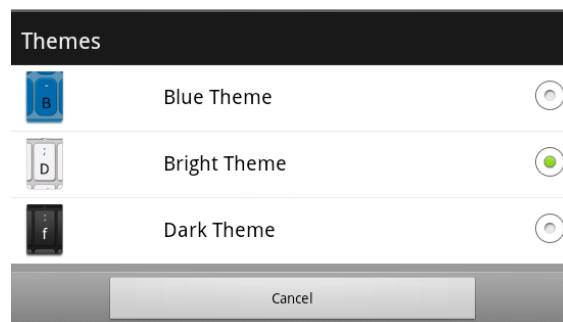 Themes
B
Blue Theme
: D
Bright Theme
: f
Dark Theme
Cancel